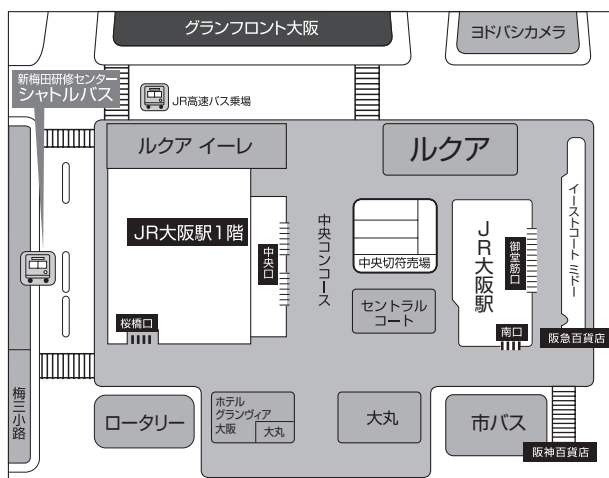 グランフロント大阪
ヨドバシカメラ
新梅田研修センター
シャトルバス
JR高速バス乗場
ルクア イーレ
ルクア
イーストコート ミドー
JR大阪駅1階
中央口
中央コンコース
中央切符売場
JR大阪駅
御堂筋口
セントラル
コート
桜橋口
南口
阪急百貨店
梅三小路
ロータリー
ホテル
グランヴィア
大阪
大丸
大丸
市バス
阪神百貨店